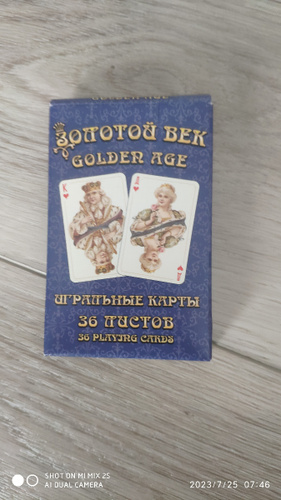 ЗОЛОТОЙ ВЕК
GOLDEN AGE
K
ИГРАЛЬНЫЕ КАРТЫ
36 ЛИСТОВ
36 PLAYING CARDS
SHOT ON MI MIX 2S
AI DUAL CAMERA
2023/7/25 07:46